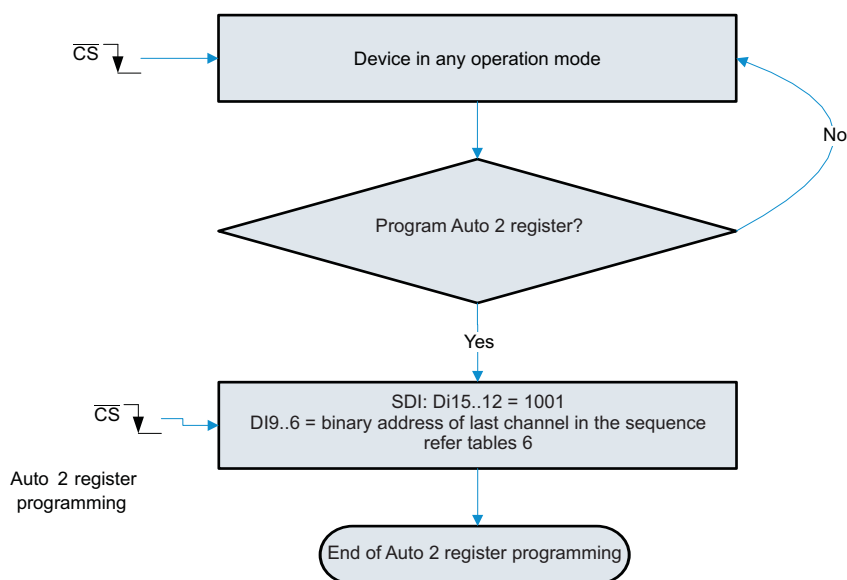 CS
Device in any operation mode
No
Program Auto 2 register?
Yes
CS
SDI: Di15..12 = 1001
DI9..6 = binary address of last channel in the sequence
refer tables 6
Auto 2 register
programming
End of Auto 2 register programming